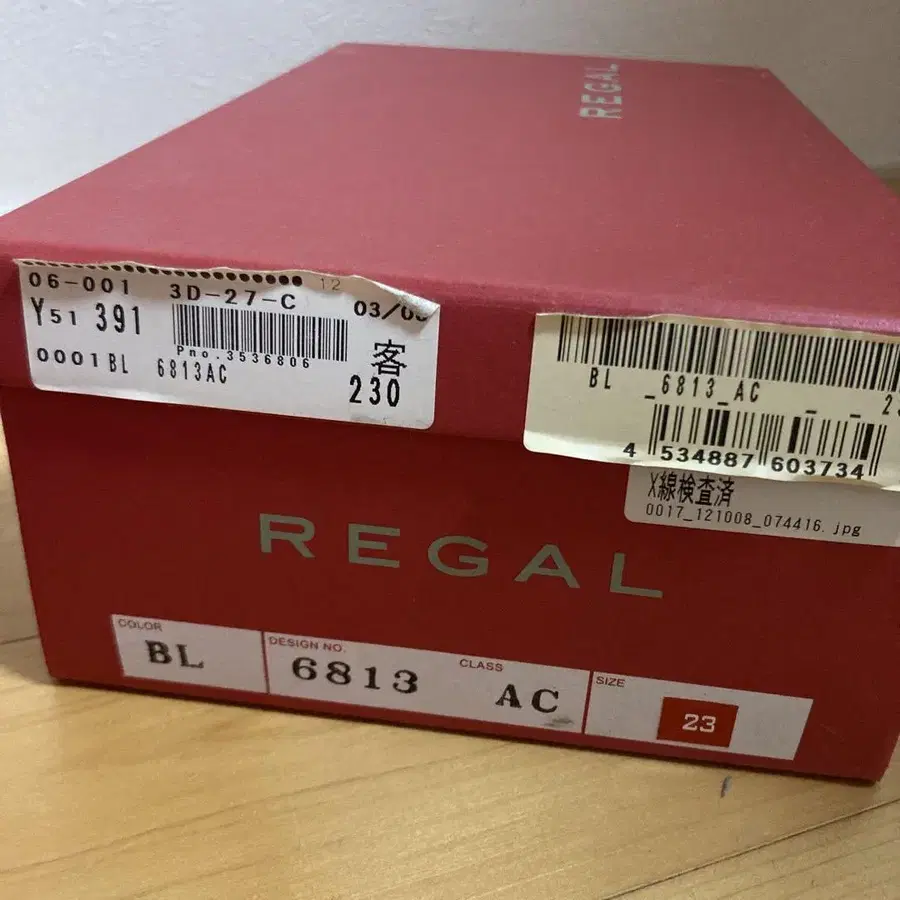 REGAL
06-001 3D-27-C 12
Y51 391 03/
Pno.3536806 客
0001BL 6813AC 230
BL _6813_AC _ _
4 534887 603734
X線検査済
0017_121008_074416.jpg
REGAL
COLOR DESIGN NO. CLASS SIZE
BL 6813 AC 23